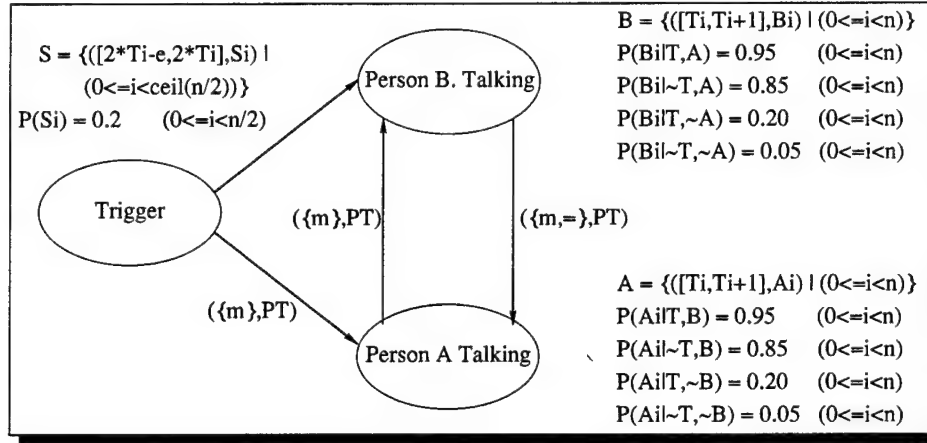 S = {([2*Ti-e,2*Ti],Si) |
(0<=i<ceil(n/2))}
P(Si) = 0.2 (0<=i<n/2)
Person B. Talking
B = {([Ti,Ti+1],Bi) | (0<=i<n)}
P(Bi|T,A) = 0.95 (0<=i<n)
P(Bi|~T,A) = 0.85 (0<=i<n)
P(Bi|T,~A) = 0.20 (0<=i<n)
P(Bi|~T,~A) = 0.05 (0<=i<n)
Trigger
({m},PT)
({m,=},PT)
({m},PT)
Person A Talking
A = {([Ti,Ti+1],Ai) | (0<=i<n)}
P(Ai|T,B) = 0.95 (0<=i<n)
P(Ai|~T,B) = 0.85 (0<=i<n)
P(Ai|T,~B) = 0.20 (0<=i<n)
P(Ai|~T,~B) = 0.05 (0<=i<n)